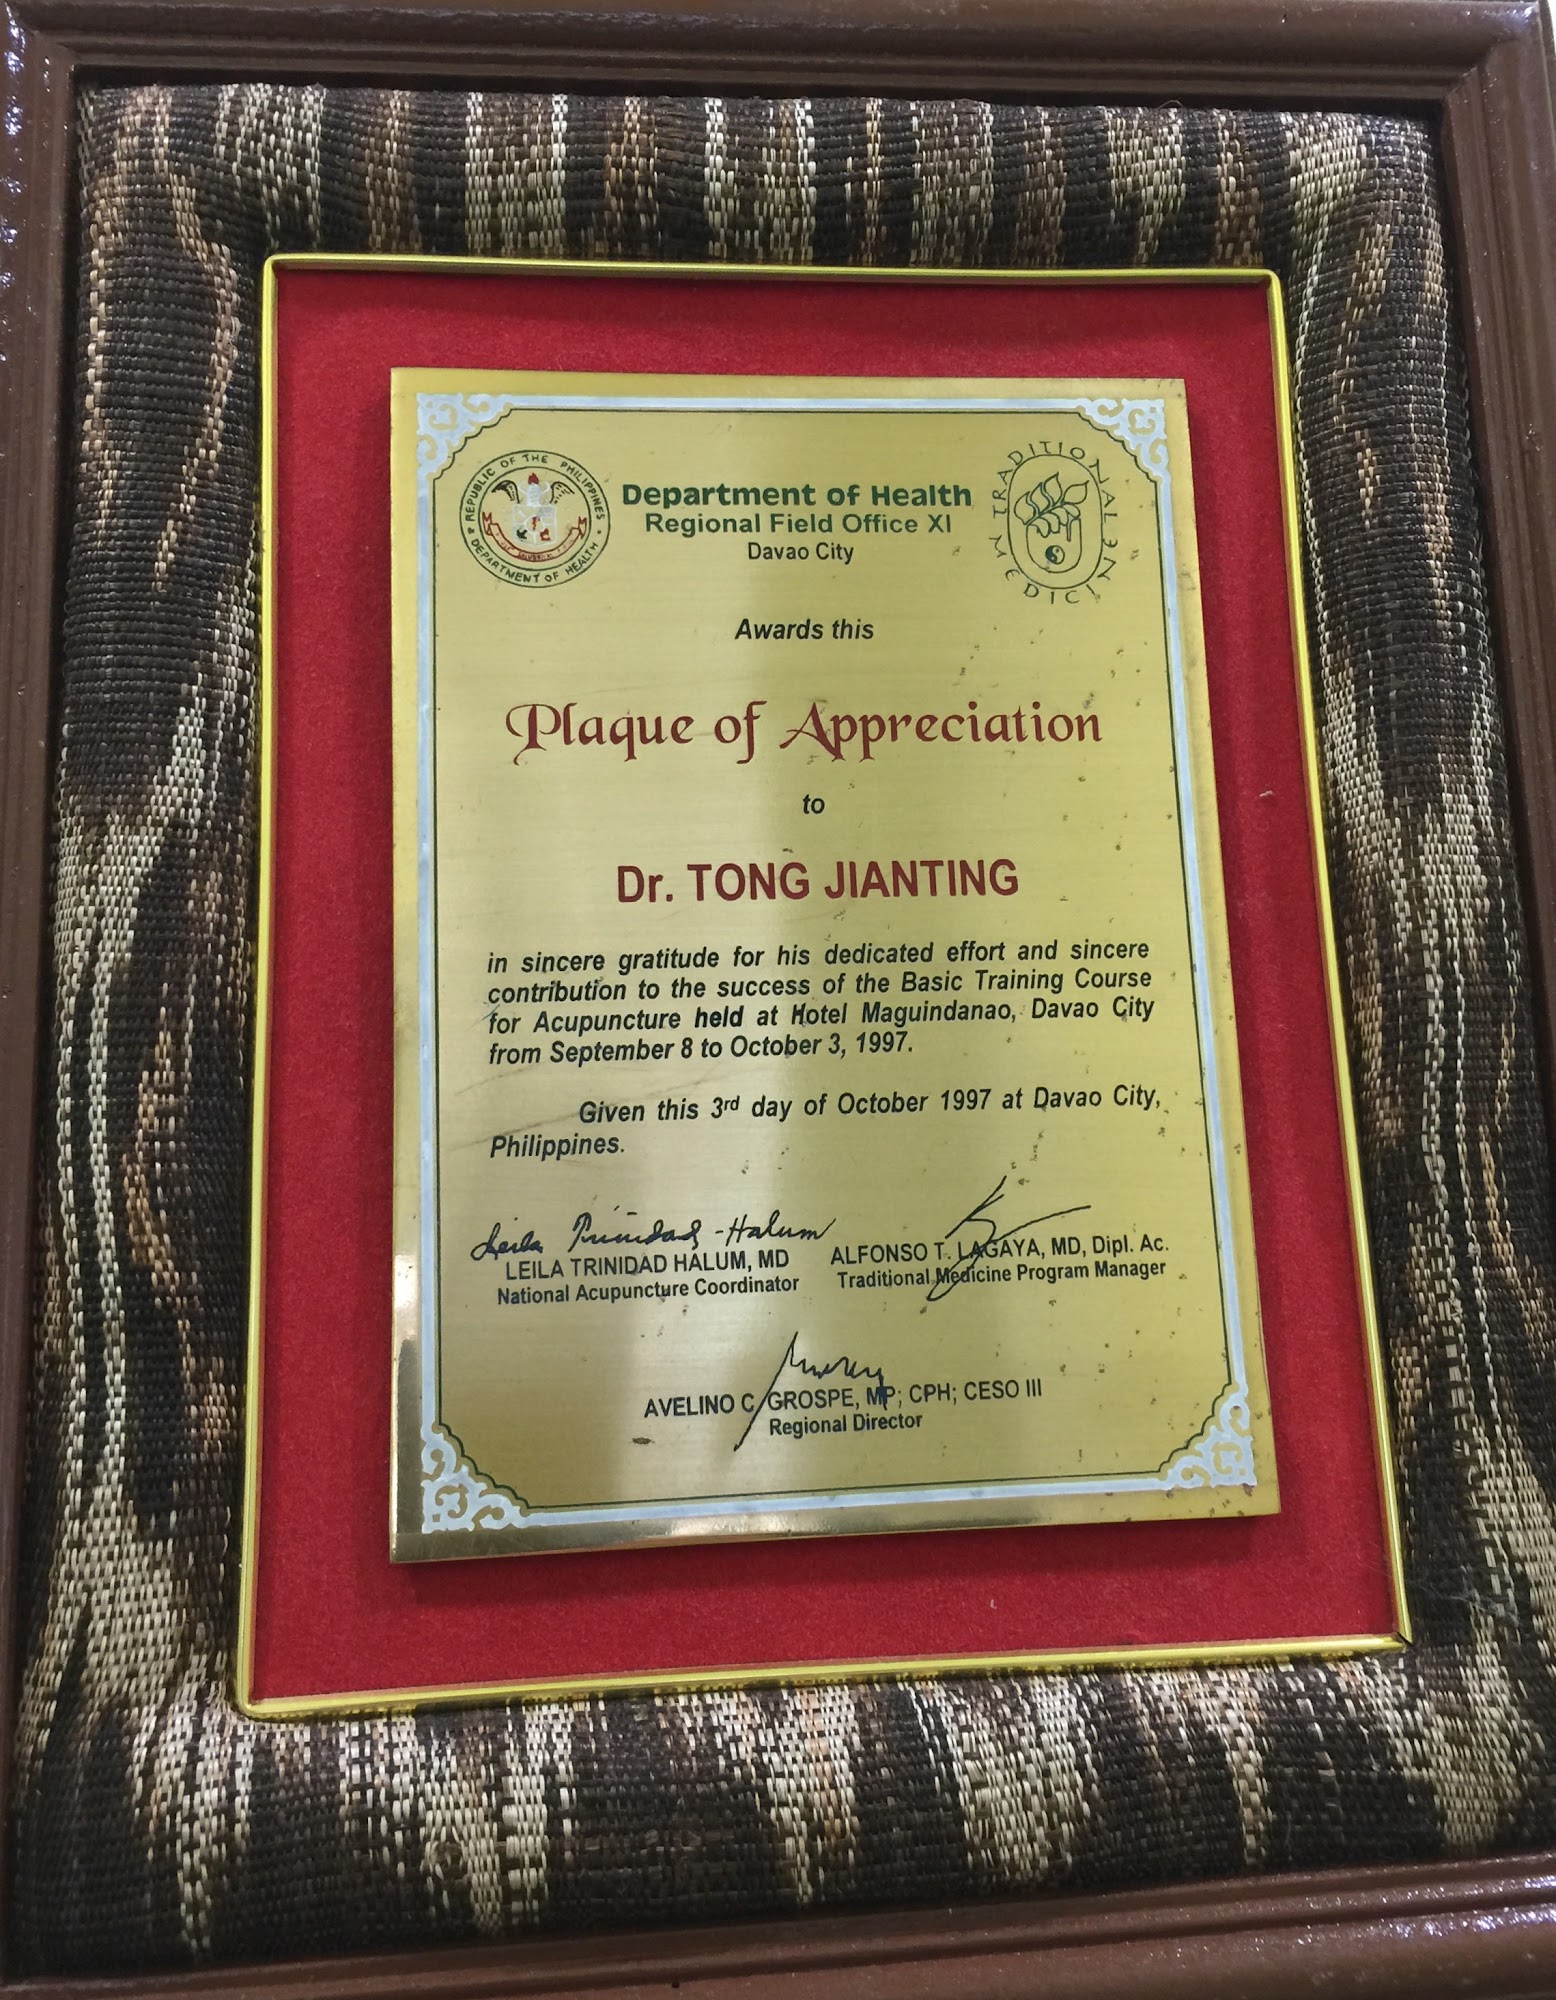 REPUBLIC OF THE PHILIPPINES
DEPARTMENT OF HEALTH
Department of Health
Regional Field Office XI
Davao City
TRADITIONAL MEDICINE
Awards this
Plaque of Appreciation
to
Dr. TONG JIANTING
in sincere gratitude for his dedicated effort and sincere
contribution to the success of the Basic Training Course
for Acupuncture held at Hotel Maguindanao, Davao City
from September 8 to October 3, 1997.
Given this 3rd day of October 1997 at Davao City,
Philippines.
Leila Trinidad-Halum
LEILA TRINIDAD HALUM, MD
National Acupuncture Coordinator
ALFONSO T. LAGAYA, MD, Dipl. Ac.
Traditional Medicine Program Manager
AVELINO C. GROSPE, MP; CPH; CESO III
Regional Director